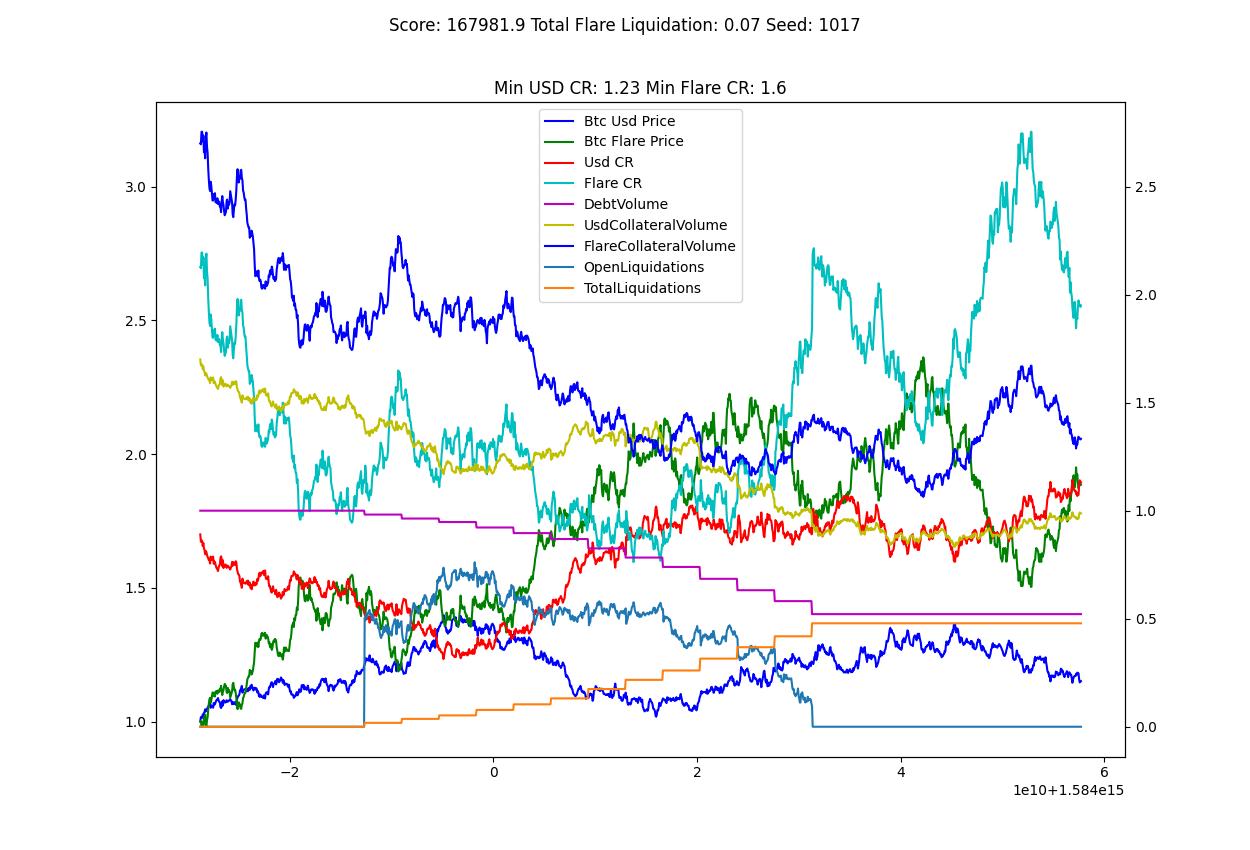 Score: 167981.9 Total Flare Liquidation: 0.07 Seed: 1017
Min USD CR: 1.23 Min Flare CR: 1.6
Btc Usd Price
Btc Flare Price
Usd CR
Flare CR
DebtVolume
UsdCollateralVolume
FlareCollateralVolume
OpenLiquidations
TotalLiquidations
3.0
2.5
2.0
1.5
1.0
2.5
2.0
1.5
1.0
0.5
0.0
−2
0
2
4
6
1e10+1.584e15